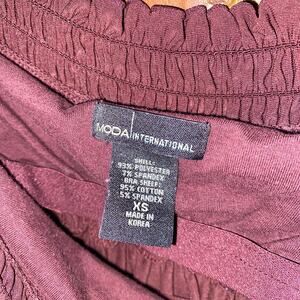 MODA INTERNATIONAL
SHELL:
93% POLYESTER
7% SPANDEX
BRA SHELF:
95% COTTON
5% SPANDEX
XS
MADE IN
KOREA